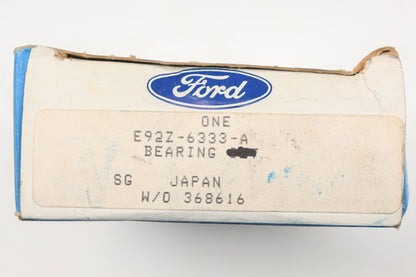 Ford
ONE
E92Z-6333-A
BEARING
SG JAPAN
W/O 368616